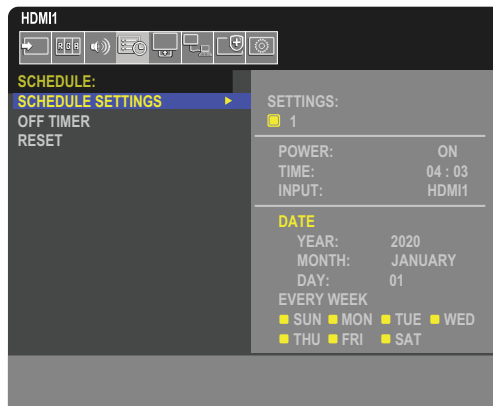 HDMI1
R G B
SCHEDULE:
SCHEDULE SETTINGS
OFF TIMER
RESET
SETTINGS:
1
POWER: ON
TIME: 04 : 03
INPUT: HDMI1
DATE
YEAR: 2020
MONTH: JANUARY
DAY: 01
EVERY WEEK
SUN MON TUE WED
THU FRI SAT